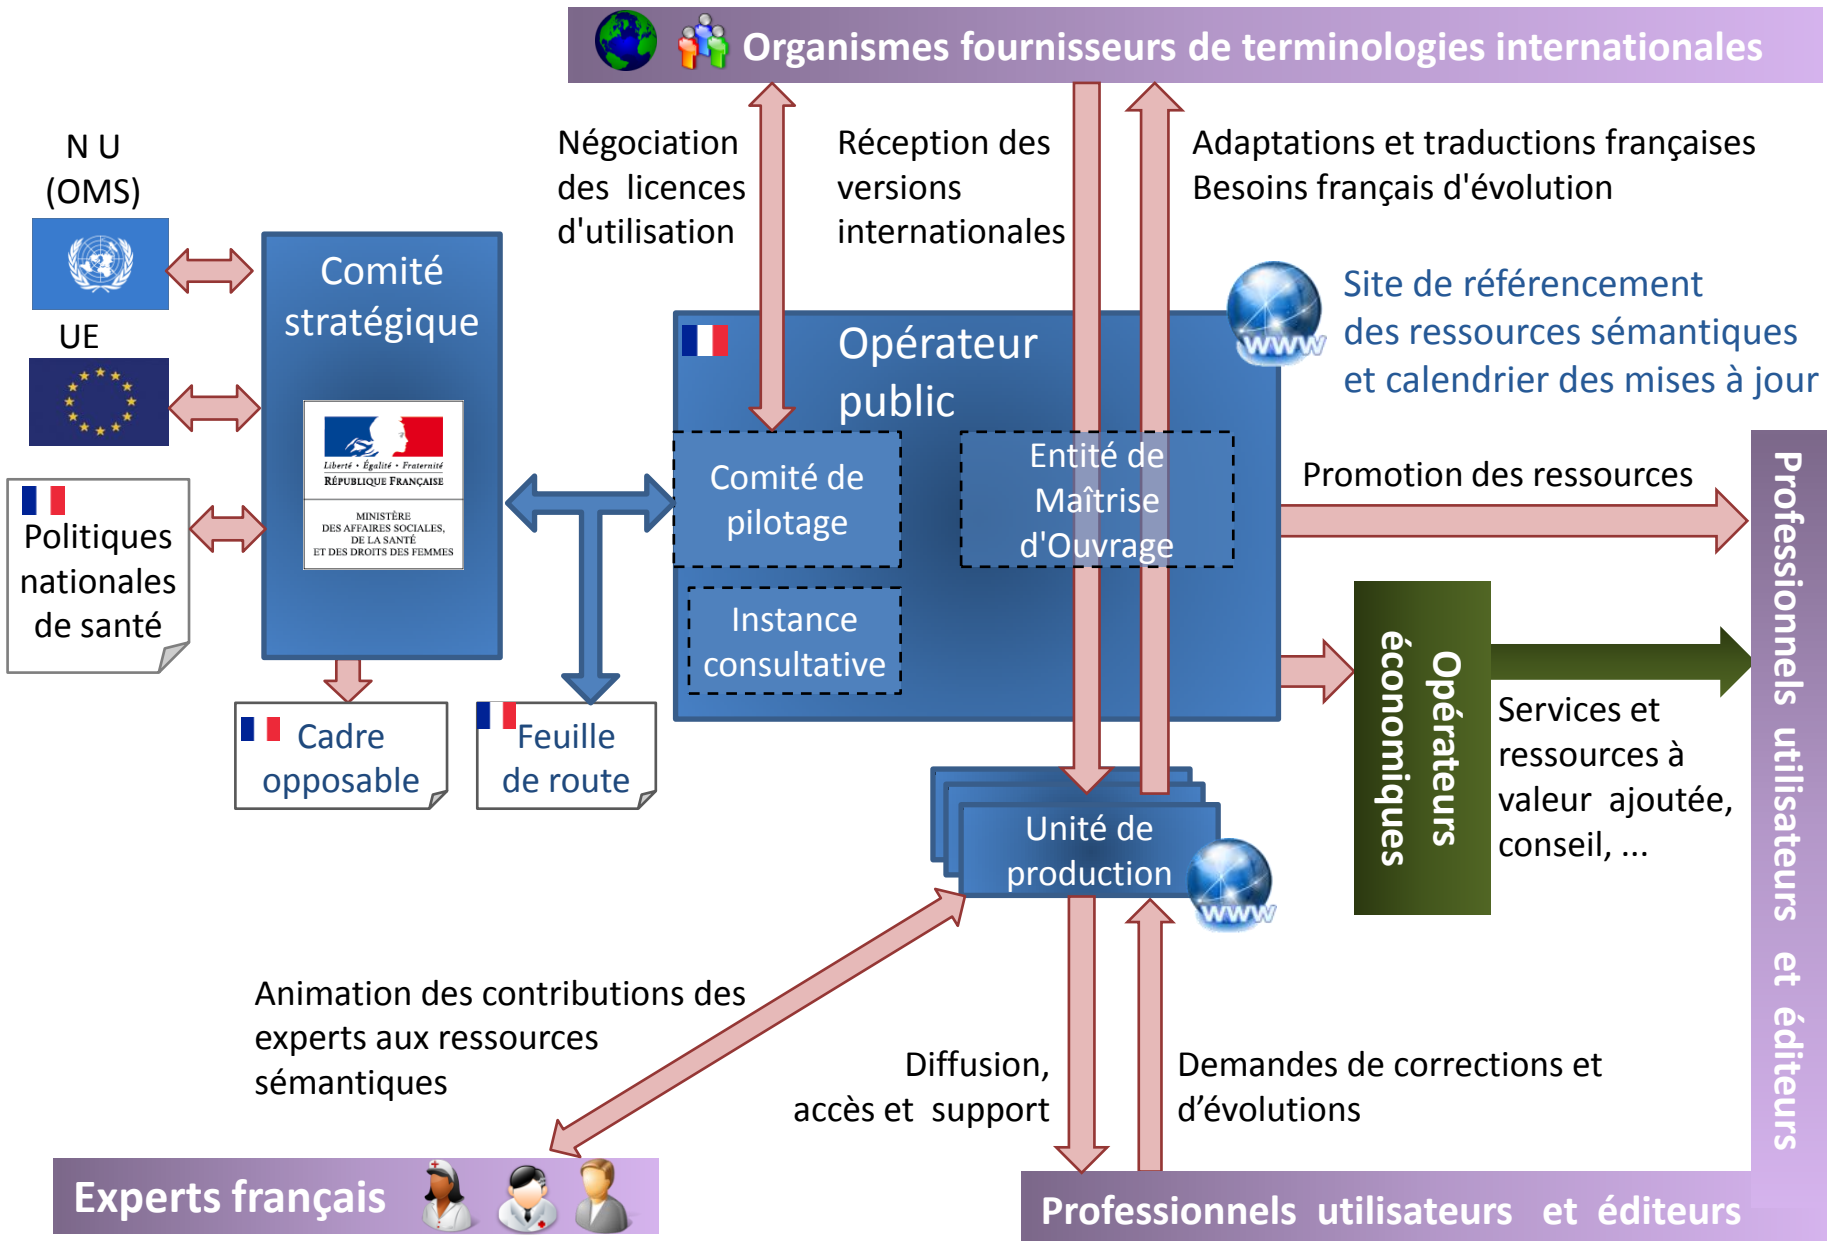 Organismes fournisseurs de terminologies internationales
N U
(OMS)
UE
Politiques
nationales
de santé
Comité
stratégique
Liberté • Égalité • Fraternité
RÉPUBLIQUE FRANÇAISE
MINISTÈRE
DES AFFAIRES SOCIALES,
DE LA SANTÉ
ET DES DROITS DES FEMMES
Cadre
opposable
Feuille
de route
Négociation
des licences
d'utilisation
Réception des
versions
internationales
Adaptations et traductions françaises
Besoins français d'évolution
www
Site de référencement
des ressources sémantiques
et calendrier des mises à jour
Opérateur
public
Comité de
pilotage
Instance
consultative
Entité de
Maîtrise
d'Ouvrage
Promotion des ressources
Opérateurs
économiques
Services et
ressources à
valeur ajoutée,
conseil, ...
Professionnels utilisateurs et éditeurs
Unité de
production
www
Animation des contributions des
experts aux ressources
sémantiques
Diffusion,
accès et support
Demandes de corrections et
d’évolutions
Experts français
Professionnels utilisateurs et éditeurs